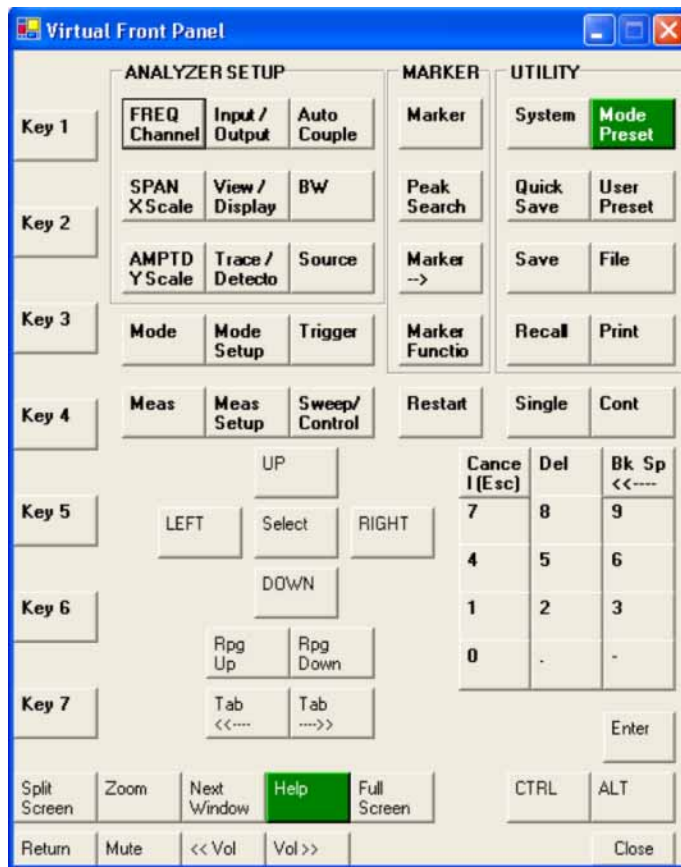 Virtual Front Panel
ANALYZER SETUP
MARKER
UTILITY
Key 1
FREQ
Channel
Input /
Output
Auto
Couple
Marker
System
Mode
Preset
Key 2
SPAN
X Scale
View /
Display
BW
Peak
Search
Quick
Save
User
Preset
AMPTD
Y Scale
Trace /
Detecto
Source
Marker
-->
Save
File
Key 3
Mode
Mode
Setup
Trigger
Marker
Functio
Recall
Print
Key 4
Meas
Meas
Setup
Sweep/
Control
Restart
Single
Cont
UP
Cance
l (Esc)
Del
Bk Sp
<<----
Key 5
LEFT
Select
RIGHT
7
8
9
4
5
6
DOWN
Key 6
1
2
3
Rpg
Up
Rpg
Down
0
.
-
Key 7
Tab
<<----
Tab
---->>
Enter
Split
Screen
Zoom
Next
Window
Help
Full
Screen
CTRL
ALT
Return
Mute
<< Vol
Vol >>
Close